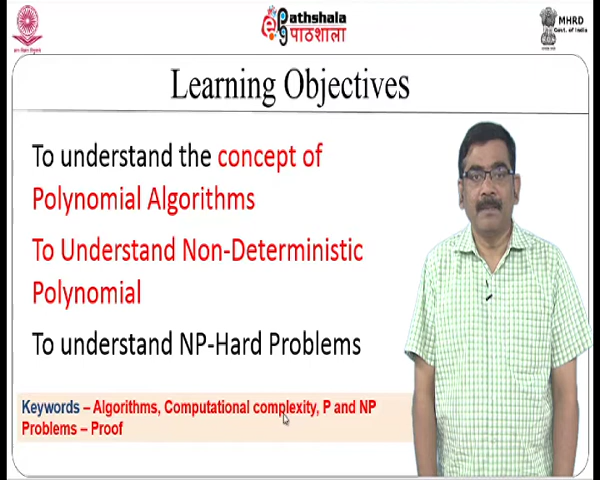 Pathshala
पाठशाला
MHRD
Govt. of India
Learning Objectives
To understand the concept of
Polynomial Algorithms
To Understand Non-Deterministic
Polynomial
To understand NP-Hard Problems
Keywords – Algorithms, Computational complexity, P and NP
Problems – Proof